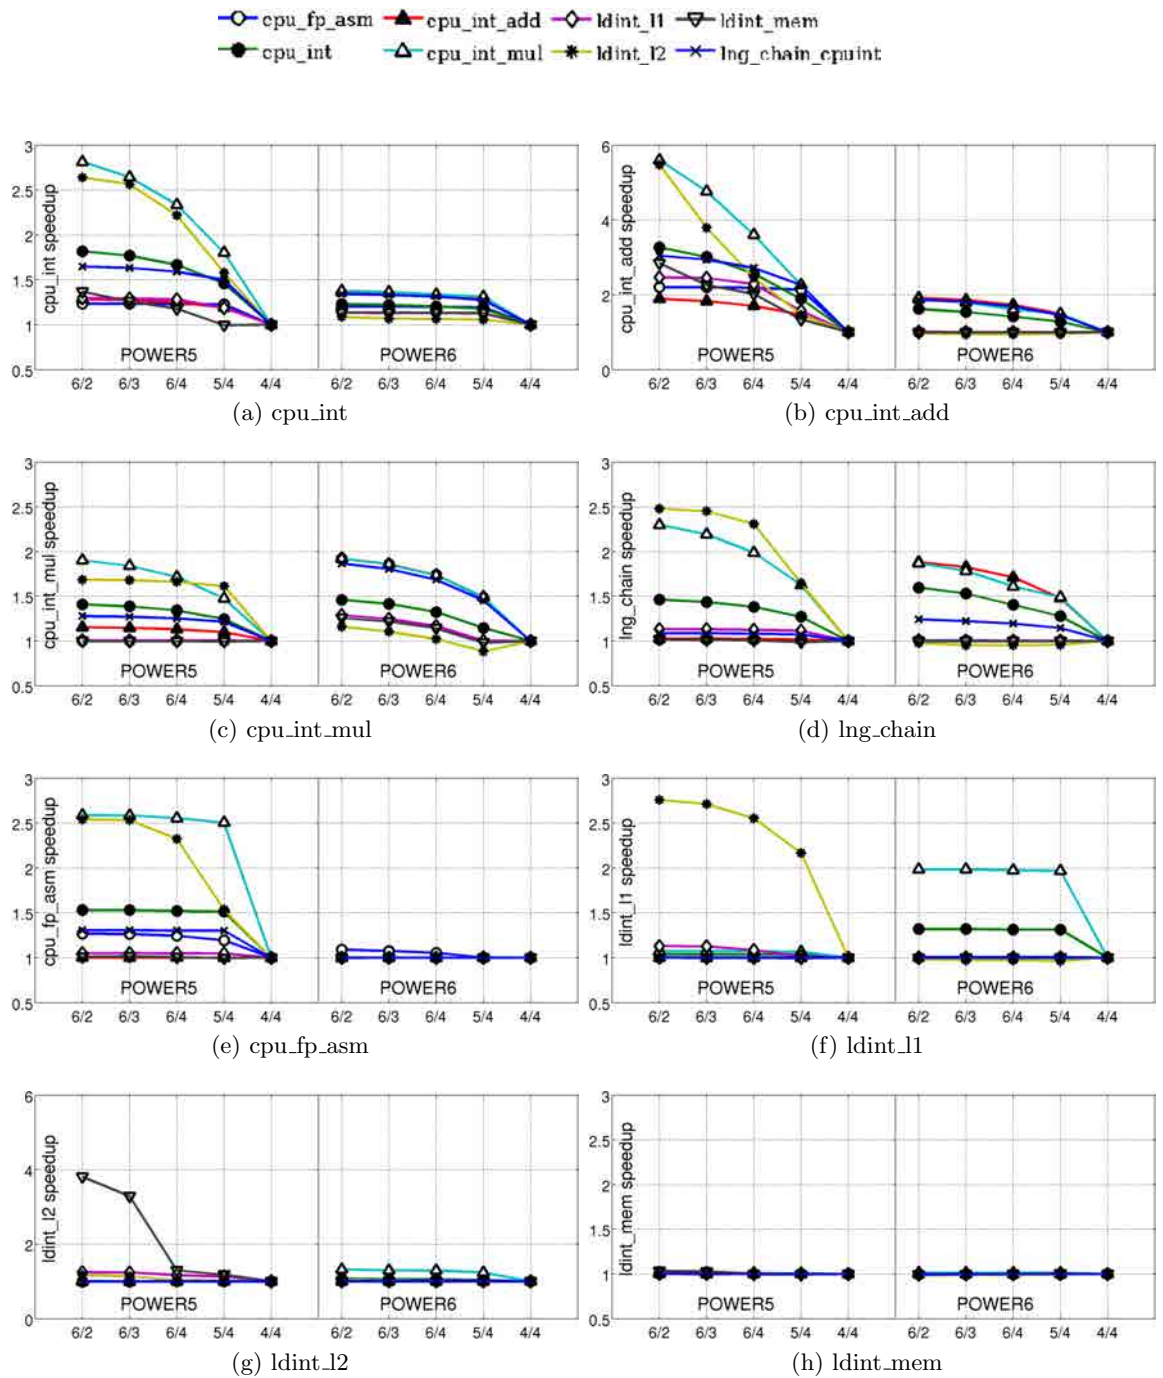 cpu_fp_asm cpu_int_add ldint_l1 ldint_mem
cpu_int cpu_int_mul ldint_l2 lng_chain_cpuint
3
2.5
2
1.5
1
0.5
cpu_int speedup
POWER5 POWER6
6/2 6/3 6/4 5/4 4/4 6/2 6/3 6/4 5/4 4/4
(a) cpu_int
6
4
2
0
cpu_int_add speedup
POWER5 POWER6
6/2 6/3 6/4 5/4 4/4 6/2 6/3 6/4 5/4 4/4
(b) cpu_int_add
3
2.5
2
1.5
1
0.5
cpu_int_mul speedup
POWER5 POWER6
6/2 6/3 6/4 5/4 4/4 6/2 6/3 6/4 5/4 4/4
(c) cpu_int_mul
3
2.5
2
1.5
1
0.5
lng_chain speedup
POWER5 POWER6
6/2 6/3 6/4 5/4 4/4 6/2 6/3 6/4 5/4 4/4
(d) lng_chain
3
2.5
2
1.5
1
0.5
cpu_fp_asm speedup
POWER5 POWER6
6/2 6/3 6/4 5/4 4/4 6/2 6/3 6/4 5/4 4/4
(e) cpu_fp_asm
3
2.5
2
1.5
1
0.5
ldint_l1 speedup
POWER5 POWER6
6/2 6/3 6/4 5/4 4/4 6/2 6/3 6/4 5/4 4/4
(f) ldint_l1
6
4
2
0
ldint_l2 speedup
POWER5 POWER6
6/2 6/3 6/4 5/4 4/4 6/2 6/3 6/4 5/4 4/4
(g) ldint_l2
3
2.5
2
1.5
1
0.5
ldint_mem speedup
POWER5 POWER6
6/2 6/3 6/4 5/4 4/4 6/2 6/3 6/4 5/4 4/4
(h) ldint_mem